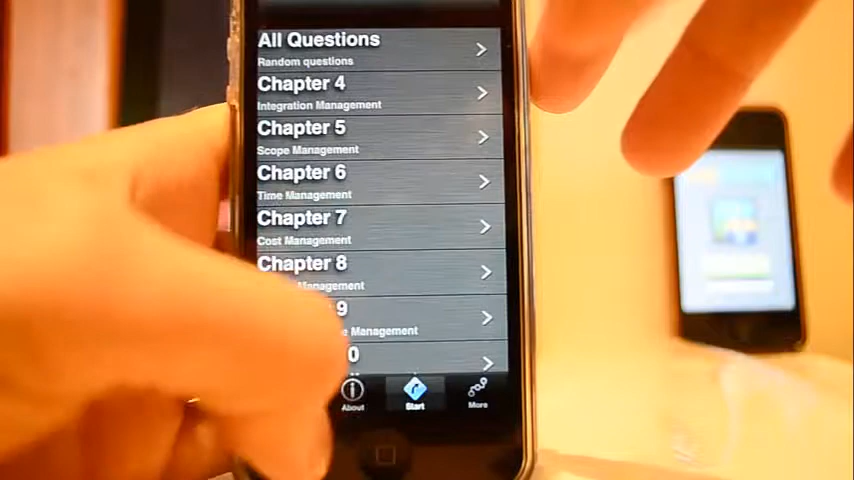 All Questions
Random questions
Chapter 4
Integration Management
Chapter 5
Scope Management
Chapter 6
Time Management
Chapter 7
Cost Management
Chapter 8
Management
9
Management
0
About
Start
More